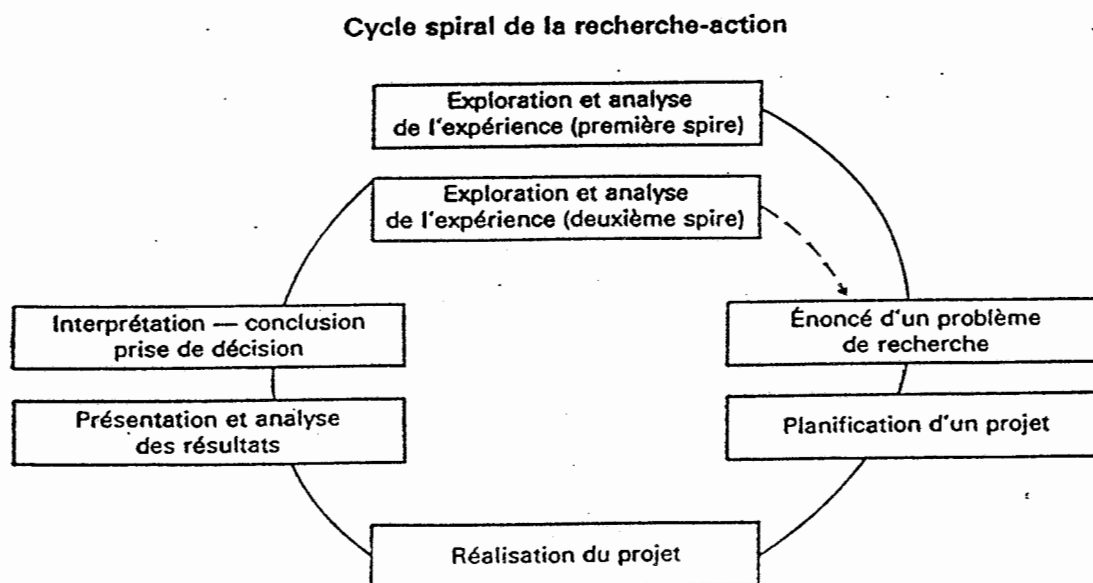 Cycle spiral de la recherche-action
Exploration et analyse
de l'expérience (première spire)
Exploration et analyse
de l'expérience (deuxième spire)
Interprétation — conclusion
prise de décision
Énoncé d'un problème
de recherche
Présentation et analyse
des résultats
Planification d'un projet
Réalisation du projet